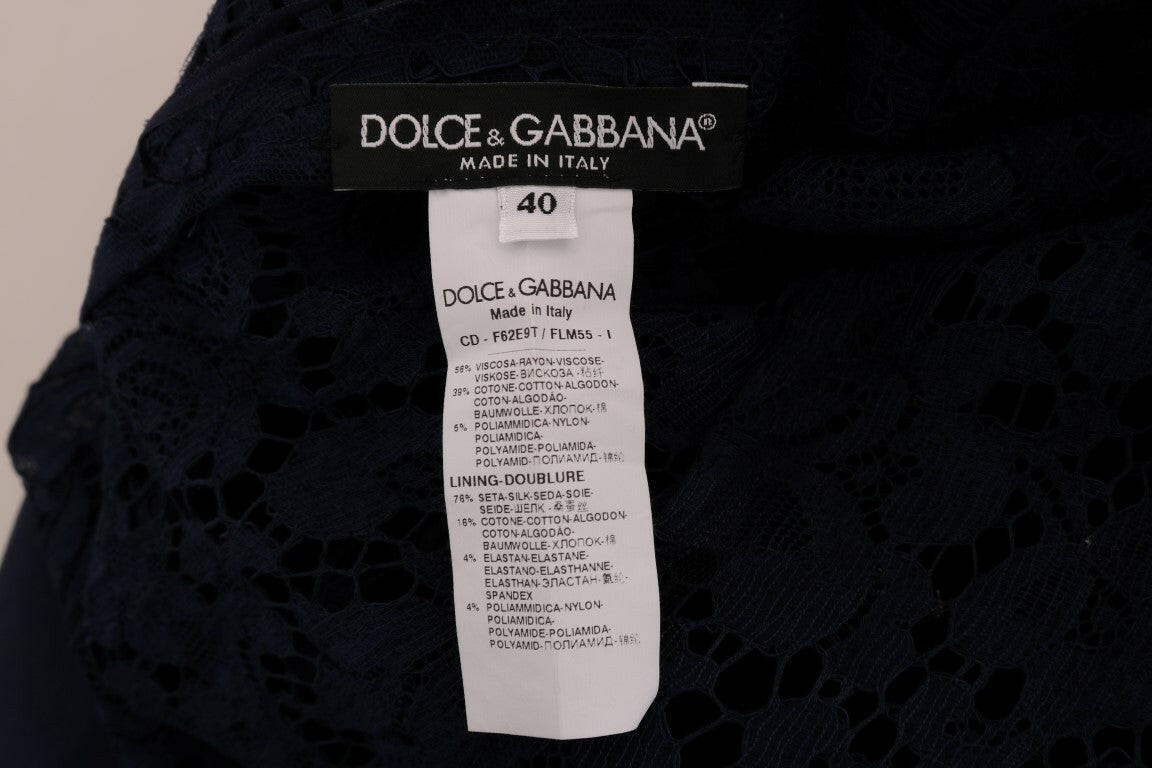 DOLCE & GABBANA®
MADE IN ITALY
40
DOLCE & GABBANA
Made in Italy
CD - F62E9T / FLM55 - I
56% VISCOSA-RAYON-VISCOSE-
VISKOSE-ВИСКОЗА-粘纤
39% COTONE-COTTON-ALGODON-
COTON-ALGODÃO-
BAUMWOLLE-ХЛОПОК-棉
5% POLIAMMIDICA-NYLON-
POLIAMIDICA-
POLYAMIDE-POLIAMIDA-
POLYAMID-ПОЛИАМИД-锦纶
LINING-DOUBLURE
76% SETA-SILK-SEDA-SOIE-
SEIDE-ШЕЛК-桑蚕丝
16% COTONE-COTTON-ALGODON-
COTON-ALGODÃO-
BAUMWOLLE-ХЛОПОК-棉
4% ELASTAN-ELASTANE-
ELASTANO-ELASTHANNE-
ELASTHAN-ЭЛАСТАН-氨纶-
SPANDEX
4% POLIAMMIDICA-NYLON-
POLIAMIDICA-
POLYAMIDE-POLIAMIDA-
POLYAMID-ПОЛИАМИД-锦纶